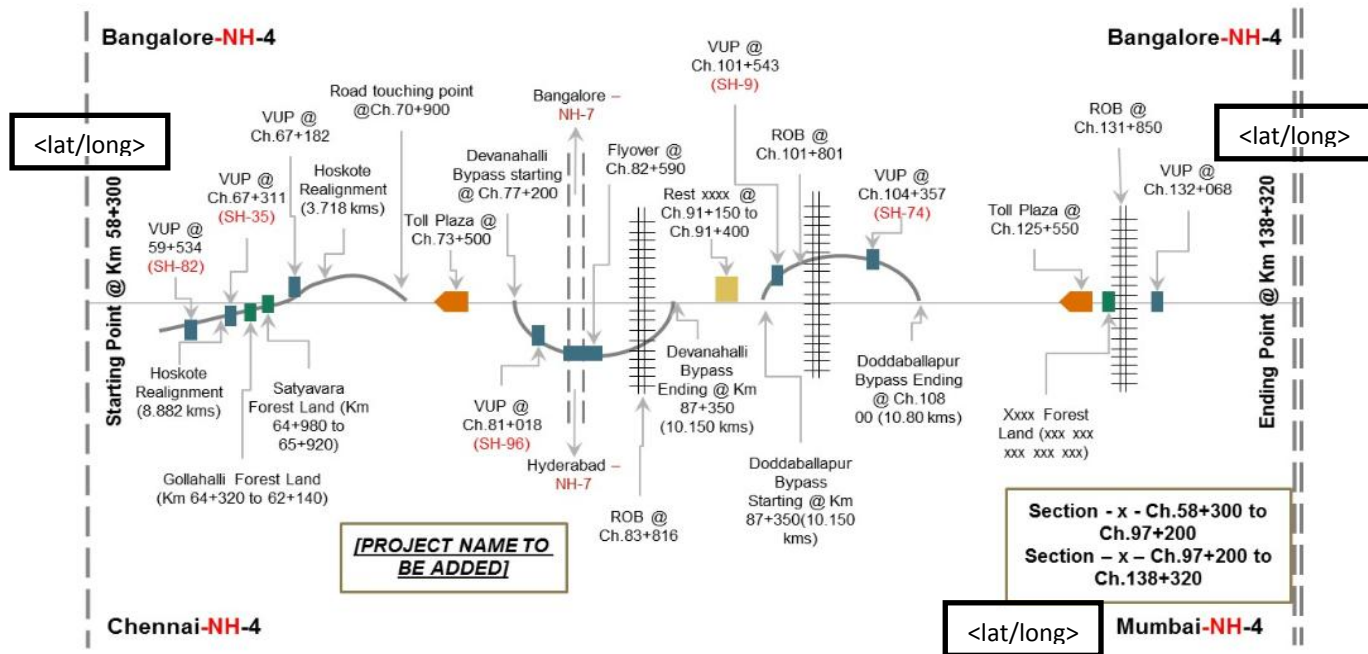 Bangalore-NH-4
Bangalore-NH-4
<lat/long>
<lat/long>
Starting Point @ Km 58+300
Ending Point @ Km 138+320
VUP @
59+534
(SH-82)
VUP @
Ch.67+311
(SH-35)
VUP @
Ch.67+182
Hoskote
Realignment
(3.718 kms)
Road touching point
@Ch.70+900
Toll Plaza @
Ch.73+500
Devanahalli
Bypass starting
@ Ch.77+200
Bangalore –
NH-7
Flyover @
Ch.82+590
Rest xxxx @
Ch.91+150 to
Ch.91+400
VUP @
Ch.101+543
(SH-9)
ROB @
Ch.101+801
VUP @
Ch.104+357
(SH-74)
Toll Plaza @
Ch.125+550
ROB @
Ch.131+850
VUP @
Ch.132+068
Hoskote
Realignment
(8.882 kms)
Gollahalli Forest Land
(Km 64+320 to 62+140)
Satyavara
Forest Land (Km
64+980 to
65+920)
VUP @
Ch.81+018
(SH-96)
Hyderabad –
NH-7
ROB @
Ch.83+816
Devanahalli
Bypass
Ending @ Km
87+350
(10.150 kms)
Doddaballapur
Bypass
Starting @ Km
87+350(10.150
kms)
Doddaballapur
Bypass Ending
@ Ch.108
00 (10.80 kms)
Xxxx Forest
Land (xxx xxx
xxx xxx xxx)
[PROJECT NAME TO
BE ADDED]
Section - x - Ch.58+300 to
Ch.97+200
Section – x – Ch.97+200 to
Ch.138+320
Chennai-NH-4
<lat/long>
Mumbai-NH-4